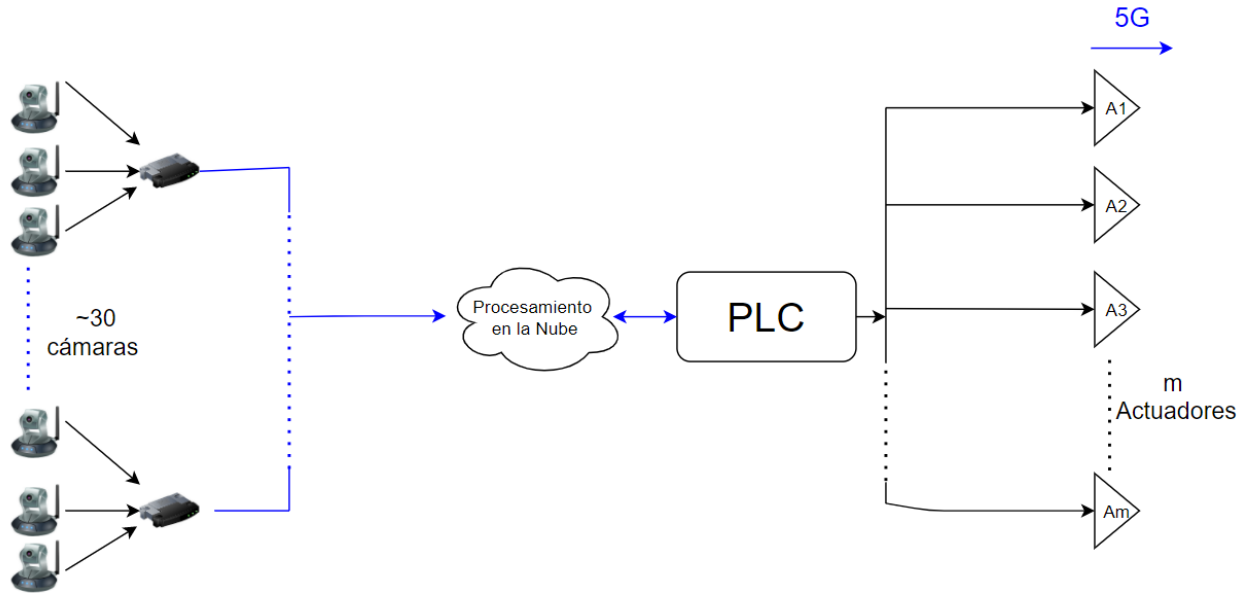 5G
A1
A2
~30
cámaras
Procesamiento
en la Nube
PLC
A3
m
Actuadores
Am